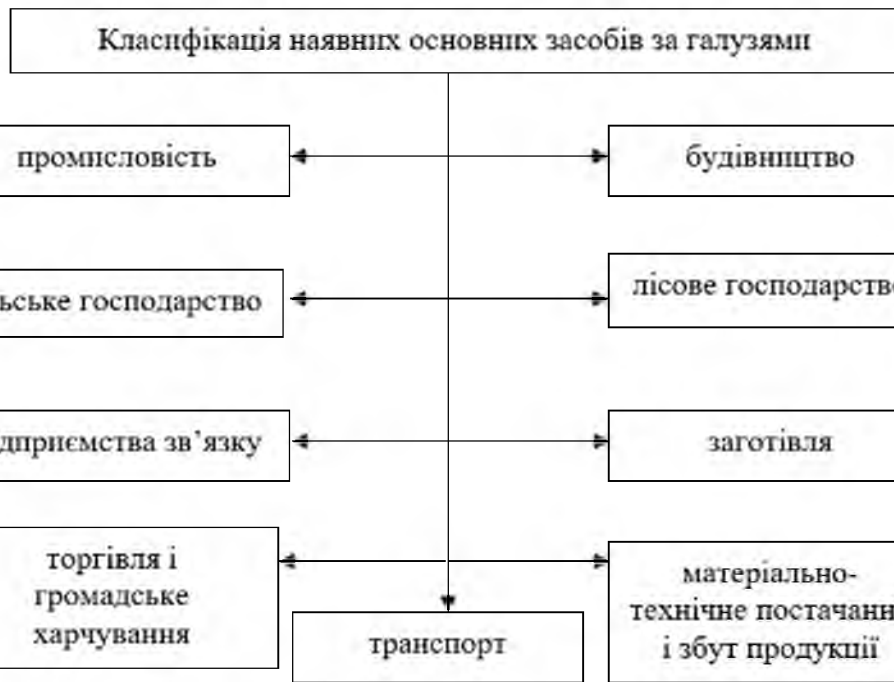 Класифікація наявних основних засобів за галузями
промисловість
будівництво
господарство
лісове господарство
зв’язку
заготівля
торгівля і
громадське
харчування
матеріально-
технічне
і збут продукції
транспорт